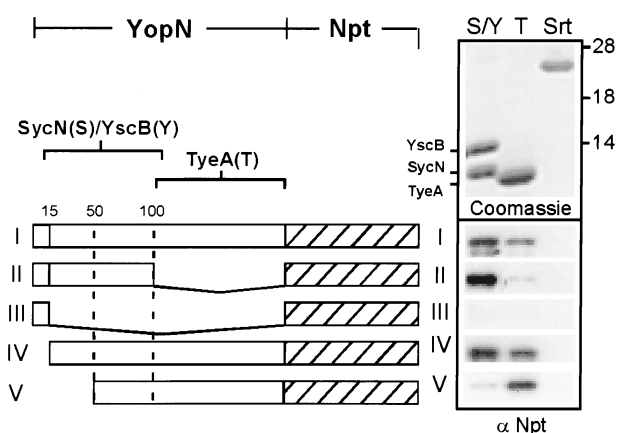 YopN Npt
S/Y T Srt
28
18
14
SycN(S)/YscB(Y)
TyeA(T)
YscB
SycN
TyeA
Coomassie
15 50 100
I
II
III
IV
V
I
II
III
IV
V
α Npt